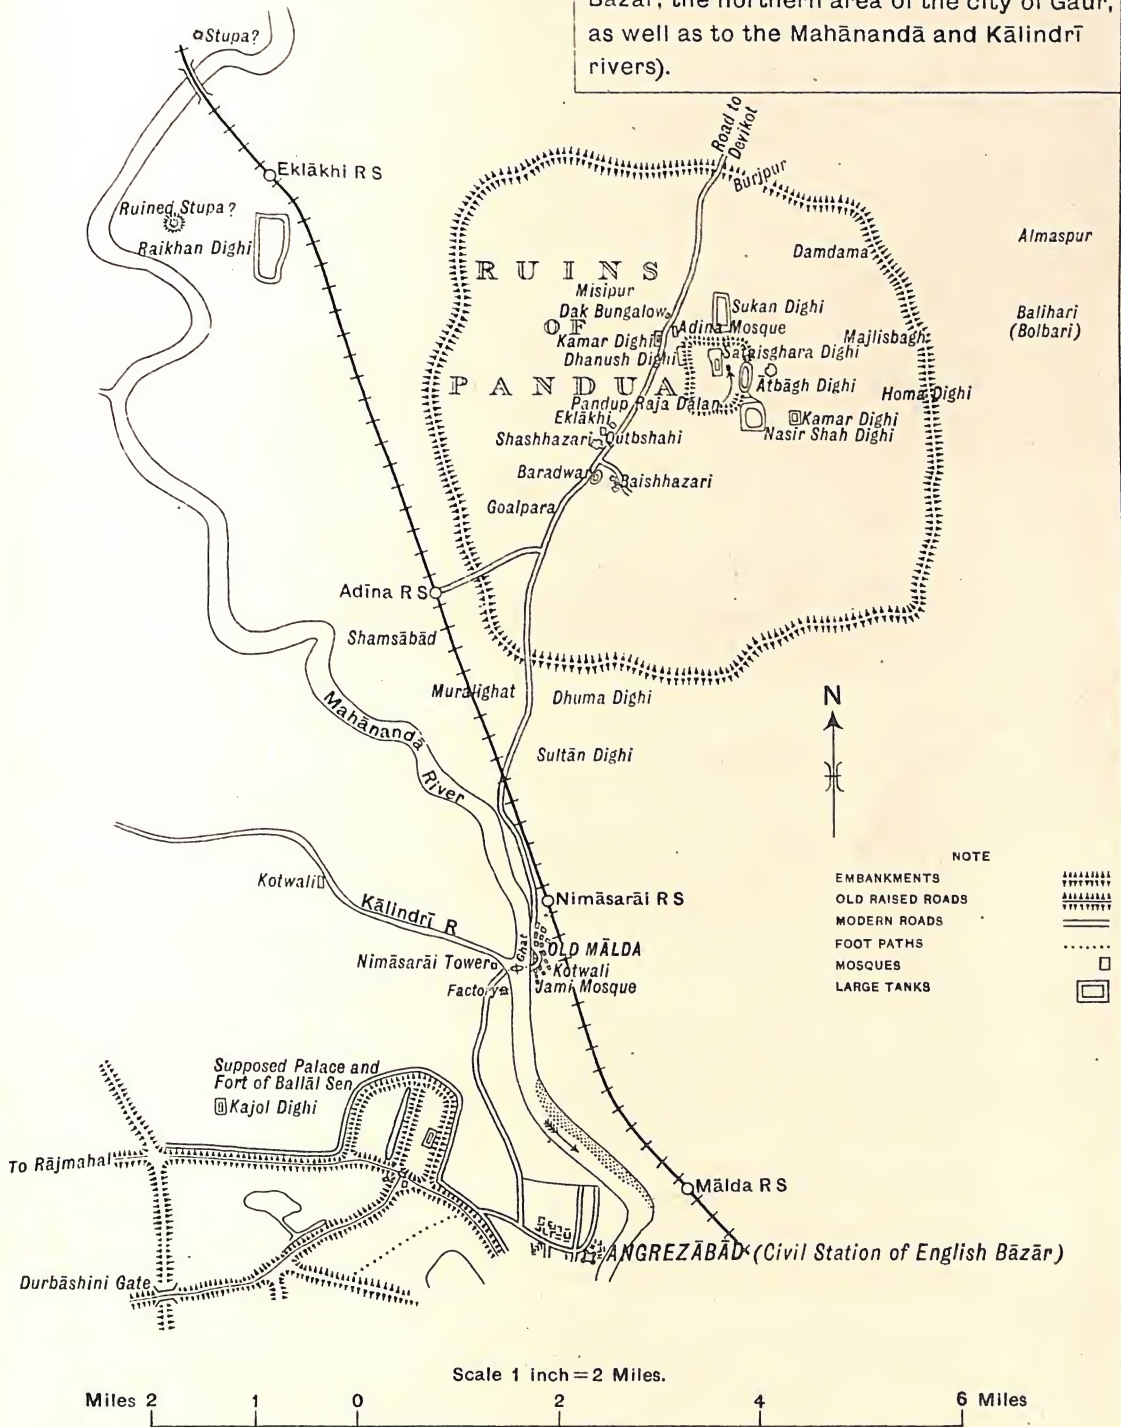 Bazar, the northern area of the city of Gaur,
as well as to the Mahānandā and Kālindrī
rivers).
Stupa?
Road to
Devikot
Eklākhi R S
Burjpur
Ruined Stupa?
Raikhan Dighi
Almaspur
Damdama
RUINS
Misipur
Dak Bungalow
Sukan Dighi
Balihari
(Bolbari)
OF
Adina Mosque
Kamar Dighi
Majlisbagh
Dhanush Dighi
Sataisghara Dighi
PANDUA
Ātbāgh Dighi
Homa Dighi
Pandup Raja Dālan
Eklākhi
Kamar Dighi
Shashhazari
Qutbshahi
Nasir Shah Dighi
Baradwari
Baishhazari
Goalpara
Adīna R S
Shamsābād
Muralighat
Dhuma Dighi
N
Mahānandā
River
Sultān Dighi
NOTE
EMBANKMENTS
OLD RAISED ROADS
MODERN ROADS
FOOT PATHS
MOSQUES
LARGE TANKS
Kotwali
Kālindrī R
Nimāsarāi R S
Ghat
OLD MĀLDA
Nimāsarāi Tower
Kotwali
Factory
Jami Mosque
Supposed Palace and
Fort of Ballāl Sen
Kajol Dighi
To Rājmahal
Mālda R S
ANGREZĀBĀD (Civil Station of English Bāzār)
Durbāshini Gate
Scale 1 inch = 2 Miles.
Miles 2 1 0 2 4 6 Miles